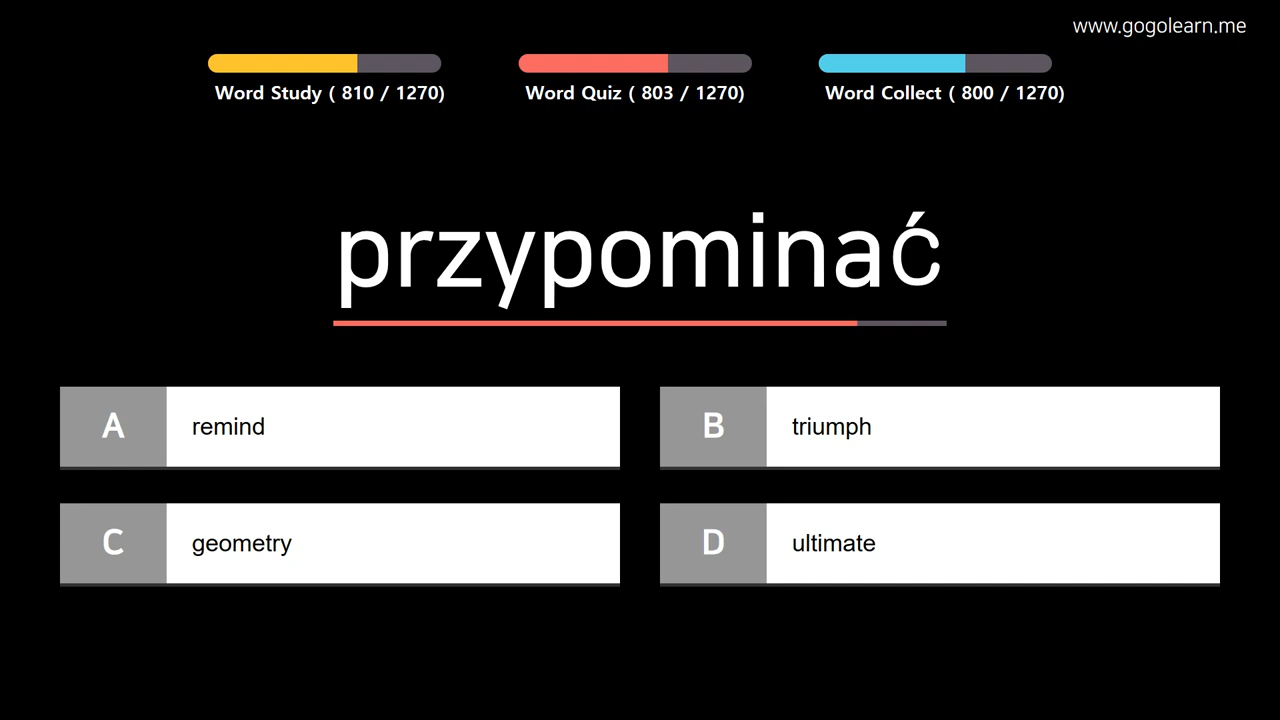 www.gogolearn.me
Word Study ( 810 / 1270)
Word Quiz ( 803 / 1270)
Word Collect ( 800 / 1270)
przypominać
A remind
B triumph
C geometry
D ultimate